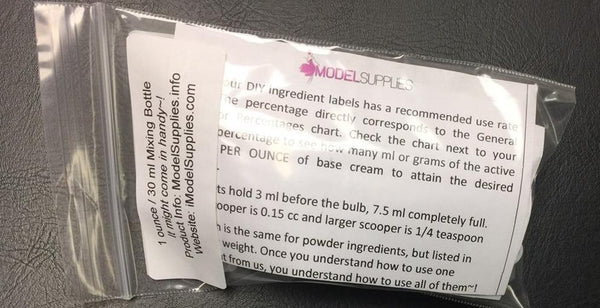 MODELSUPPLIES
our DIY ingredient labels has a recommended use rate
percentage directly corresponds to the General
Percentages chart. Check the chart next to your
percentage to see how many ml or grams of the active
PER OUNCE of base cream to attain the desired
ts hold 3 ml before the bulb, 7.5 ml completely full.
cooper is 0.15 cc and larger scooper is 1/4 teaspoon
is the same for powder ingredients, but listed in
weight. Once you understand how to use one
t from us, you understand how to use all of them~!
1 ounce / 30 ml Mixing Bottle
It might come in handy~!
Product Info: ModelSupplies.info
Website: iModelSupplies.com